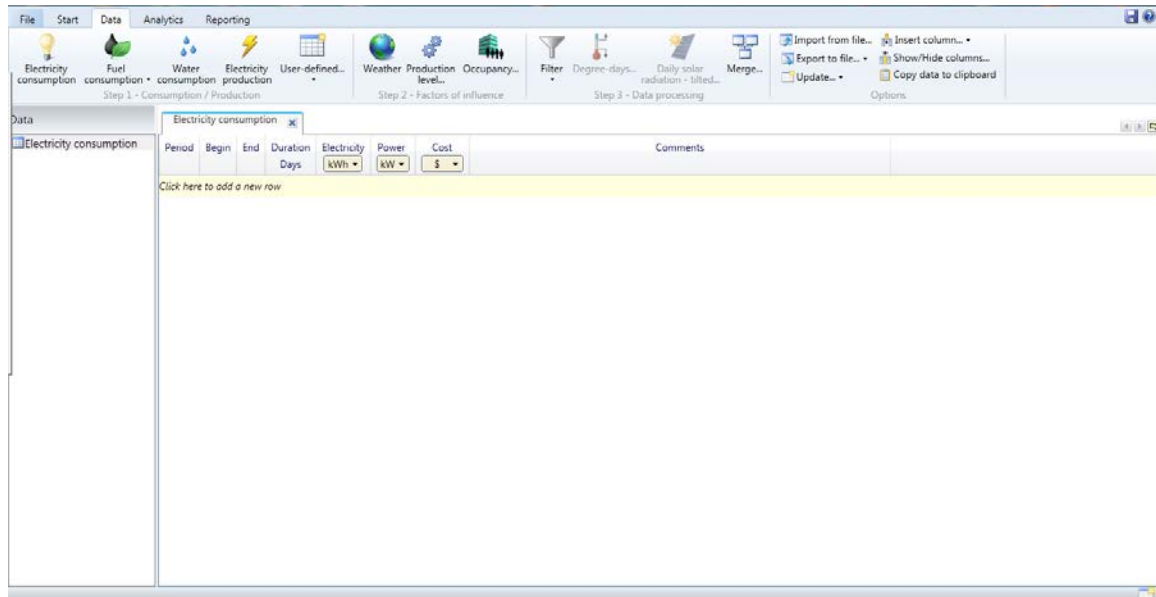 File Start Data Analytics Reporting
Electricity consumption
Fuel consumption
Water consumption
Electricity production
User-defined...
Step 1 - Consumption / Production
Weather
Production level...
Occupancy...
Step 2 - Factors of influence
Filter
Degree-days...
Daily solar radiation - tilted...
Merge...
Step 3 - Data processing
Import from file...
Export to file...
Update...
Insert column...
Show/Hide columns...
Copy data to clipboard
Options
Data
Electricity consumption
Electricity consumption
Period Begin End Duration Electricity Power Cost Comments
Days kWh kW $
Click here to add a new row